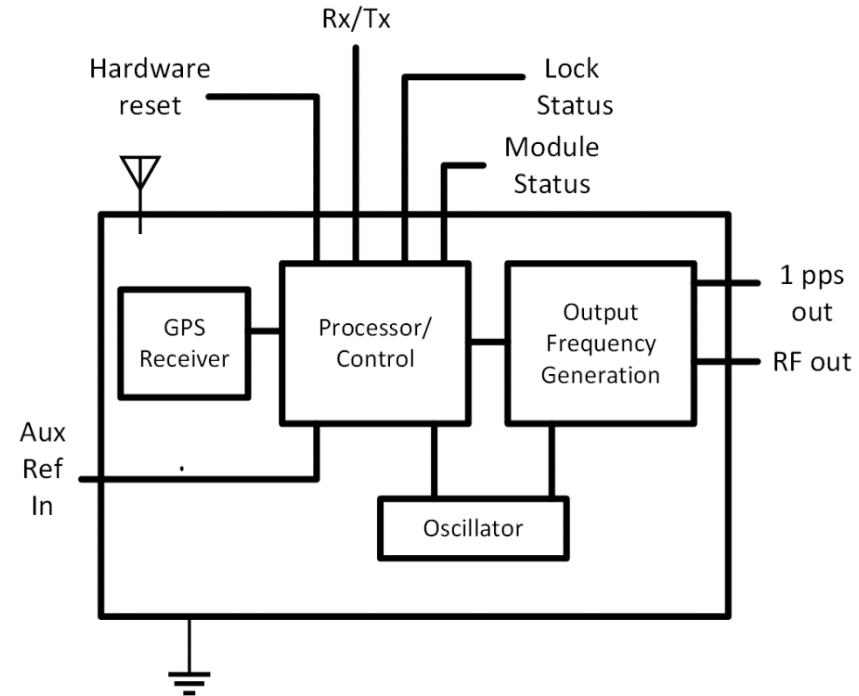 Rx/Tx
Hardware
reset
Lock
Status
Module
Status
GPS
Receiver
Processor/
Control
Output
Frequency
Generation
1 pps
out
RF out
Aux
Ref
In
Oscillator